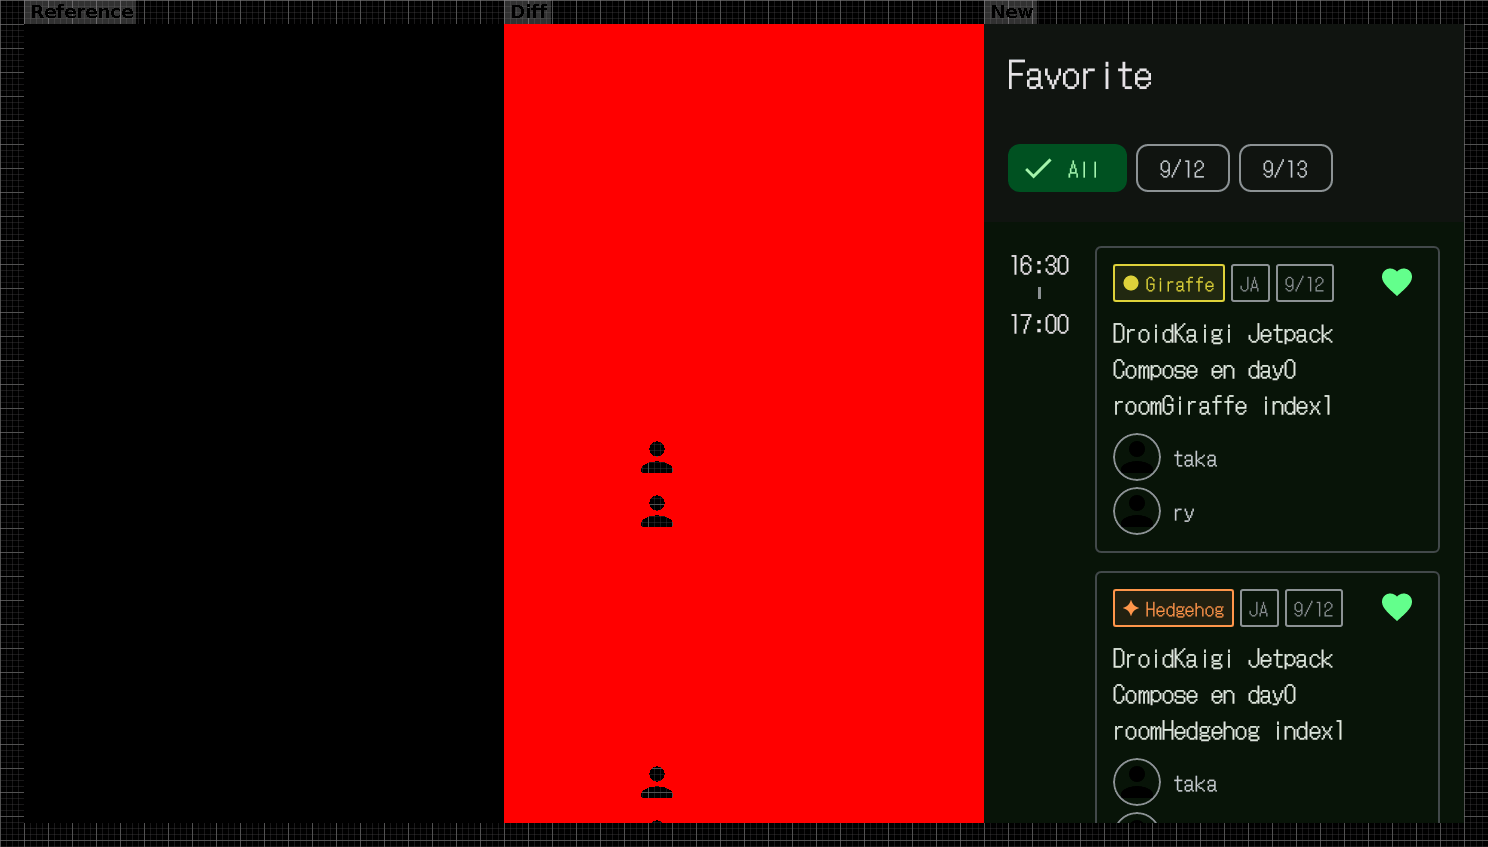 Reference
Diff
New
Favorite
All
9/12
9/13
16:30
17:00
Giraffe
JA
9/12
DroidKaigi Jetpack
Compose en day0
roomGiraffe index1
taka
ry
Hedgehog
JA
9/12
DroidKaigi Jetpack
Compose en day0
roomHedgehog index1
taka